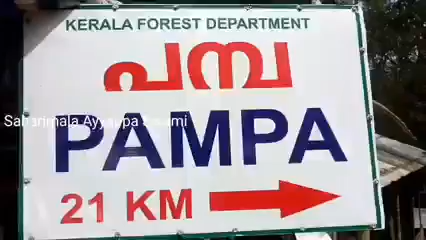 KERALA FOREST DEPARTMENT
പമ്പ
Sabarimala Ayyappa Swami
PAMPA
21 KM